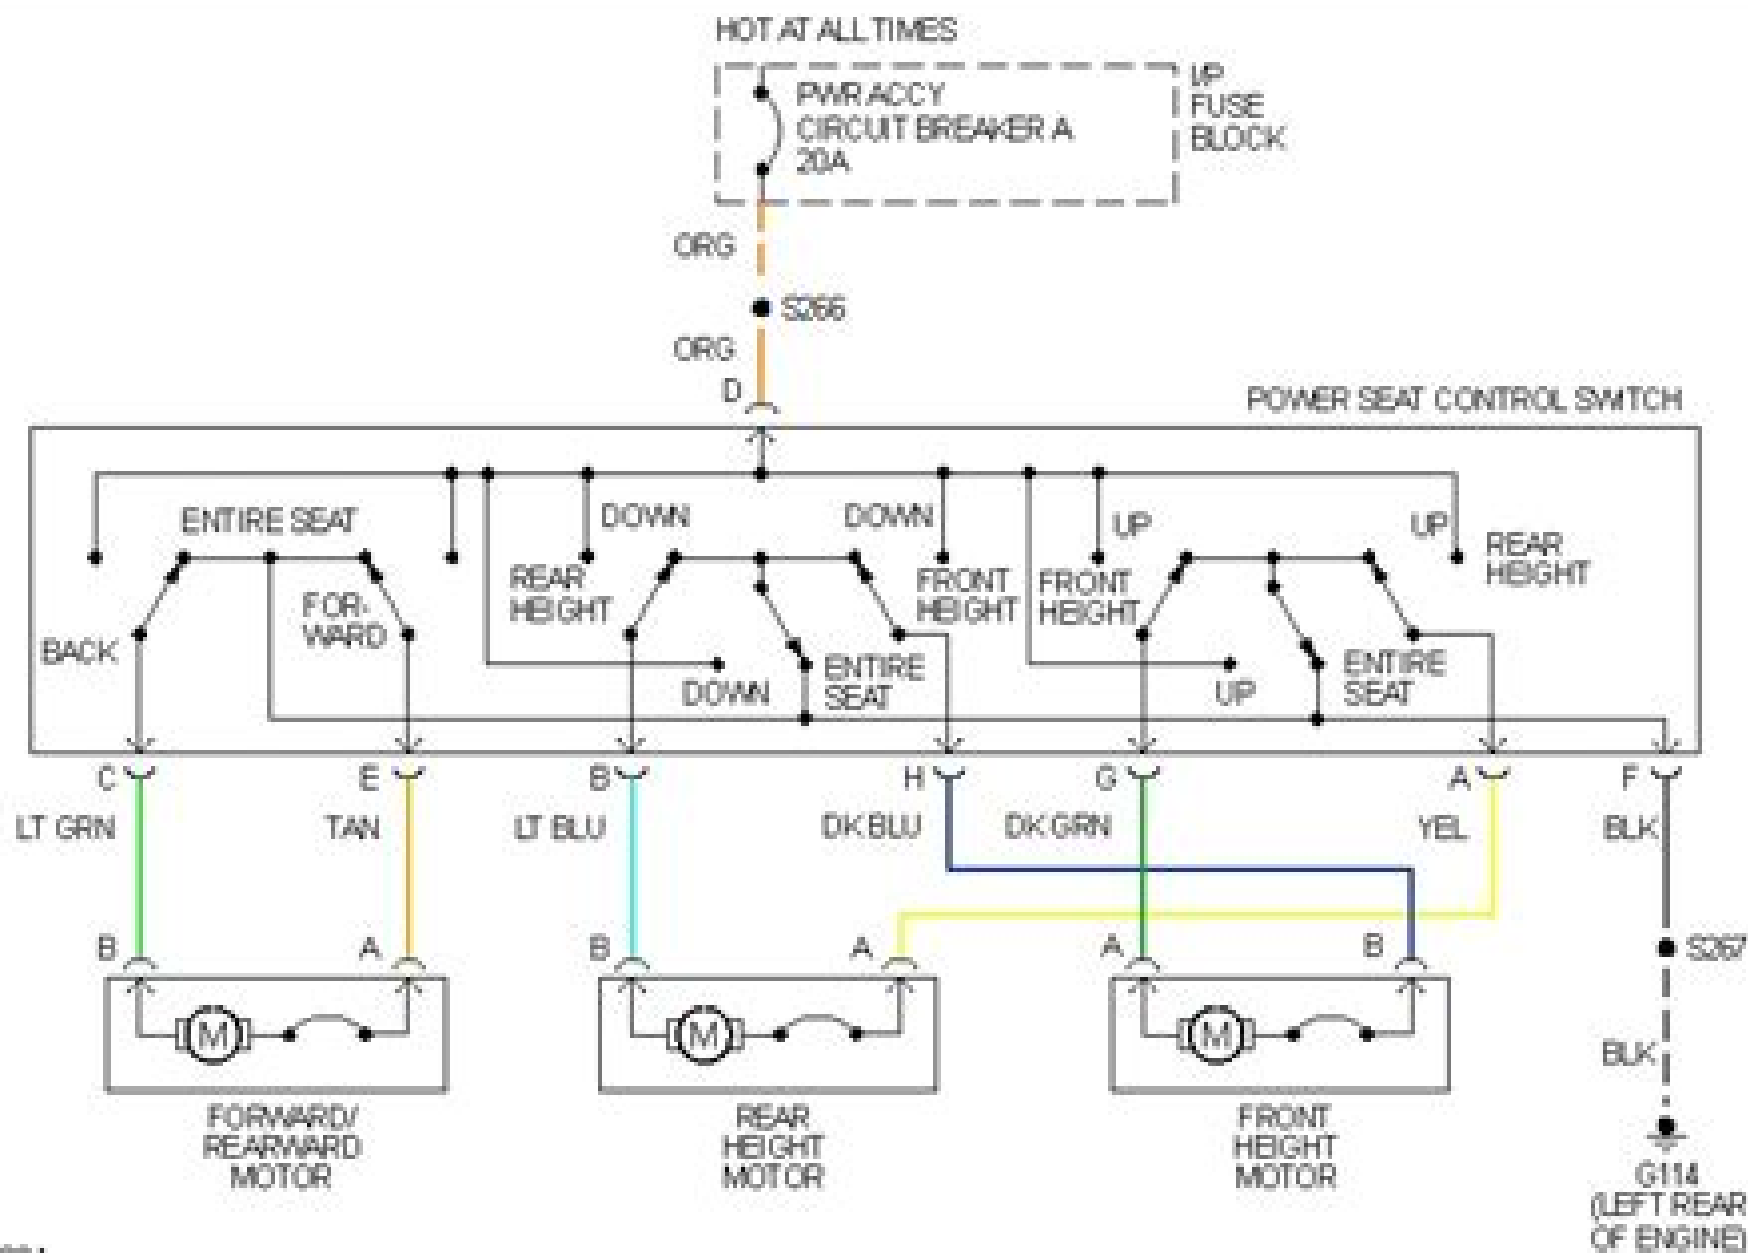 HOT AT ALL TIMES
PWR ACCY
CIRCUIT BREAKER A
20A
I/P
FUSE
BLOCK
ORG
S266
ORG
D
POWER SEAT CONTROL SWITCH
ENTIRE SEAT
DOWN
DOWN
UP
UP
REAR
HEIGHT
REAR
HEIGHT
FRONT
HEIGHT
FRONT
HEIGHT
FOR-
WARD
BACK
DOWN
ENTIRE
SEAT
UP
ENTIRE
SEAT
C
E
B
H
G
A
F
LT GRN
TAN
LT BLU
DK BLU
DK GRN
YEL
BLK
B
A
B
A
A
B
S267
M
M
M
BLK
FORWARD/
REARWARD
MOTOR
REAR
HEIGHT
MOTOR
FRONT
HEIGHT
MOTOR
G114
(LEFT REAR
OF ENGINE)